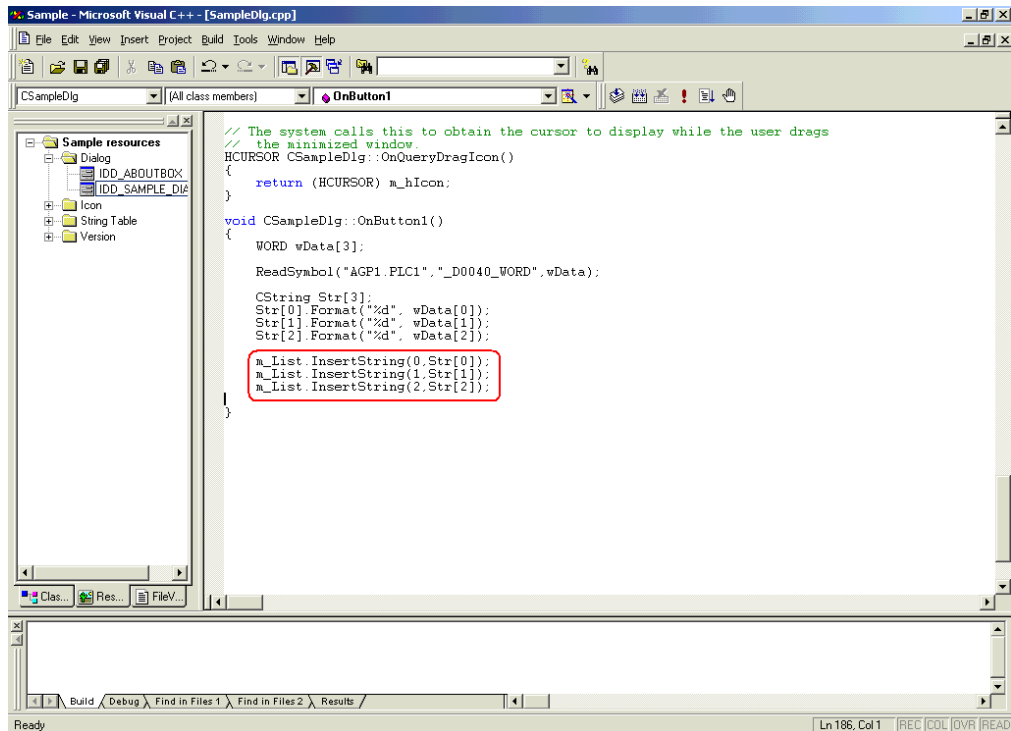 Sample - Microsoft Visual C++ - [SampleDlg.cpp]
File Edit View Insert Project Build Tools Window Help
CSampleDlg (All class members) OnButton1
Sample resources
Dialog
IDD_ABOUTBOX
IDD_SAMPLE_DIA
Icon
String Table
Version
// The system calls this to obtain the cursor to display while the user drags
//  the minimized window.
HCURSOR CSampleDlg::OnQueryDragIcon()
{
    return (HCURSOR) m_hIcon;
}
void CSampleDlg::OnButton1()
{
    WORD wData[3];
    ReadSymbol("AGP1.PLC1","_D0040_WORD",wData);
    CString Str[3];
    Str[0].Format("%d", wData[0]);
    Str[1].Format("%d", wData[1]);
    Str[2].Format("%d", wData[2]);
    m_List.InsertString(0,Str[0]);
    m_List.InsertString(1,Str[1]);
    m_List.InsertString(2,Str[2]);
}
Clas... Res... FileV...
Build Debug Find in Files 1 Find in Files 2 Results
Ready Ln 186, Col 1 REC COL OVR READ